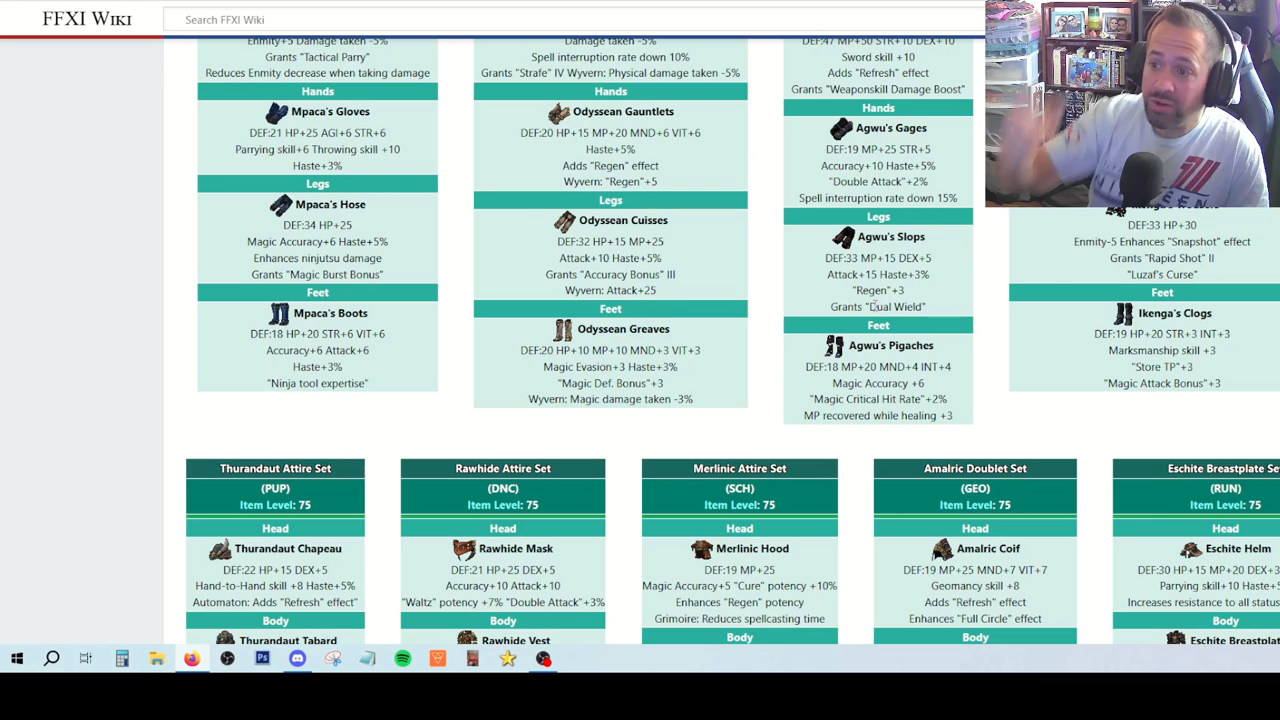 FFXI WIKI
Search FFXI Wiki
Enmity+5 Damage taken -5%
Grants "Tactical Parry"
Reduces Enmity decrease when taking damage
Hands
Mpaca's Gloves
DEF:21 HP+25 AGI+6 STR+6
Parrying skill+6 Throwing skill +10
Haste+3%
Legs
Mpaca's Hose
DEF:34 HP+25
Magic Accuracy+6 Haste+5%
Enhances ninjutsu damage
Grants "Magic Burst Bonus"
Feet
Mpaca's Boots
DEF:18 HP+20 STR+6 VIT+6
Accuracy+6 Attack+6
Haste+3%
"Ninja tool expertise"
Damage taken -5%
Spell interruption rate down 10%
Grants "Strafe" IV Wyvern: Physical damage taken -5%
Hands
Odyssean Gauntlets
DEF:20 HP+15 MP+20 MND+6 VIT+6
Haste+5%
Adds "Regen" effect
Wyvern: "Regen"+5
Legs
Odyssean Cuisses
DEF:32 HP+15 MP+25
Attack+10 Haste+5%
Grants "Accuracy Bonus" III
Wyvern: Attack+25
Feet
Odyssean Greaves
DEF:20 HP+10 MP+10 MND+3 VIT+3
Magic Evasion+3 Haste+3%
"Magic Def. Bonus"+3
Wyvern: Magic damage taken -3%
DEF:47 MP+50 STR+10 DEX+10
Sword skill +10
Adds "Refresh" effect
Grants "Weaponskill Damage Boost"
Hands
Agwu's Gages
DEF:19 MP+25 STR+5
Accuracy+10 Haste+5%
"Double Attack"+2%
Spell interruption rate down 15%
Legs
Agwu's Slops
DEF:33 MP+15 DEX+5
Attack+15 Haste+3%
"Regen"+3
Grants "Dual Wield"
Feet
Agwu's Pigaches
DEF:18 MP+20 MND+4 INT+4
Magic Accuracy +6
"Magic Critical Hit Rate"+2%
MP recovered while healing +3
DEF:33 HP+30
Enmity-5 Enhances "Snapshot" effect
Grants "Rapid Shot" II
"Luzaf's Curse"
Feet
Ikenga's Clogs
DEF:19 HP+20 STR+3 INT+3
Marksmanship skill +3
"Store TP"+3
"Magic Attack Bonus"+3
Thurandaut Attire Set
(PUP)
Item Level: 75
Head
Thurandaut Chapeau
DEF:22 HP+15 DEX+5
Hand-to-Hand skill +8 Haste+5%
Automaton: Adds "Refresh" effect"
Body
Thurandaut Tabard
Rawhide Attire Set
(DNC)
Item Level: 75
Head
Rawhide Mask
DEF:21 HP+25 DEX+5
Accuracy+10 Attack+10
"Waltz" potency +7% "Double Attack"+3%
Body
Rawhide Vest
Merlinic Attire Set
(SCH)
Item Level: 75
Head
Merlinic Hood
DEF:19 MP+25
Magic Accuracy+5 "Cure" potency +10%
Enhances "Regen" potency
Grimoire: Reduces spellcasting time
Body
Amalric Doublet Set
(GEO)
Item Level: 75
Head
Amalric Coif
DEF:19 MP+25 MND+7 VIT+7
Geomancy skill +8
Adds "Refresh" effect
Enhances "Full Circle" effect
Body
Eschite Breastplate Set
(RUN)
Item Level: 75
Head
Eschite Helm
DEF:30 HP+15 MP+20 DEX+
Parrying skill+10 Haste+5
Increases resistance to all status
Body
Eschite Breastplate